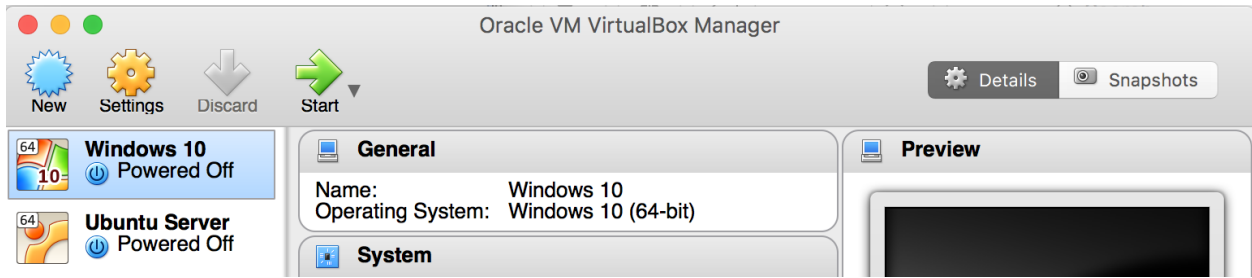 Oracle VM VirtualBox Manager
New Settings Discard Start
Details Snapshots
64
10
Windows 10
Powered Off
64
Ubuntu Server
Powered Off
General
Name: Windows 10
Operating System: Windows 10 (64-bit)
System
Preview